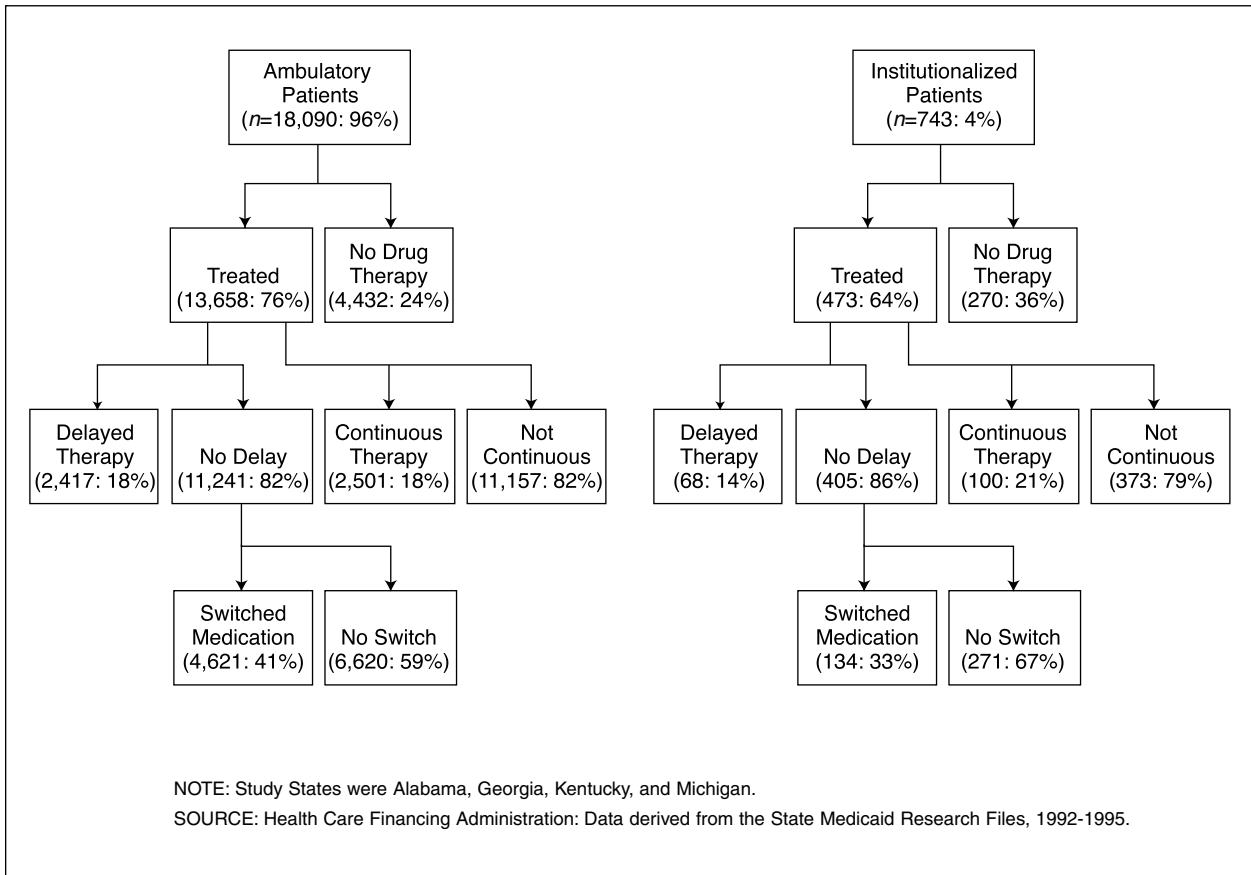 Ambulatory
Patients
(n=18,090: 96%)
Institutionalized
Patients
(n=743: 4%)
Treated
(13,658: 76%)
No Drug
Therapy
(4,432: 24%)
Treated
(473: 64%)
No Drug
Therapy
(270: 36%)
Delayed
Therapy
(2,417: 18%)
No Delay
(11,241: 82%)
Continuous
Therapy
(2,501: 18%)
Not
Continuous
(11,157: 82%)
Delayed
Therapy
(68: 14%)
No Delay
(405: 86%)
Continuous
Therapy
(100: 21%)
Not
Continuous
(373: 79%)
Switched
Medication
(4,621: 41%)
No Switch
(6,620: 59%)
Switched
Medication
(134: 33%)
No Switch
(271: 67%)
NOTE: Study States were Alabama, Georgia, Kentucky, and Michigan.
SOURCE: Health Care Financing Administration: Data derived from the State Medicaid Research Files, 1992-1995.